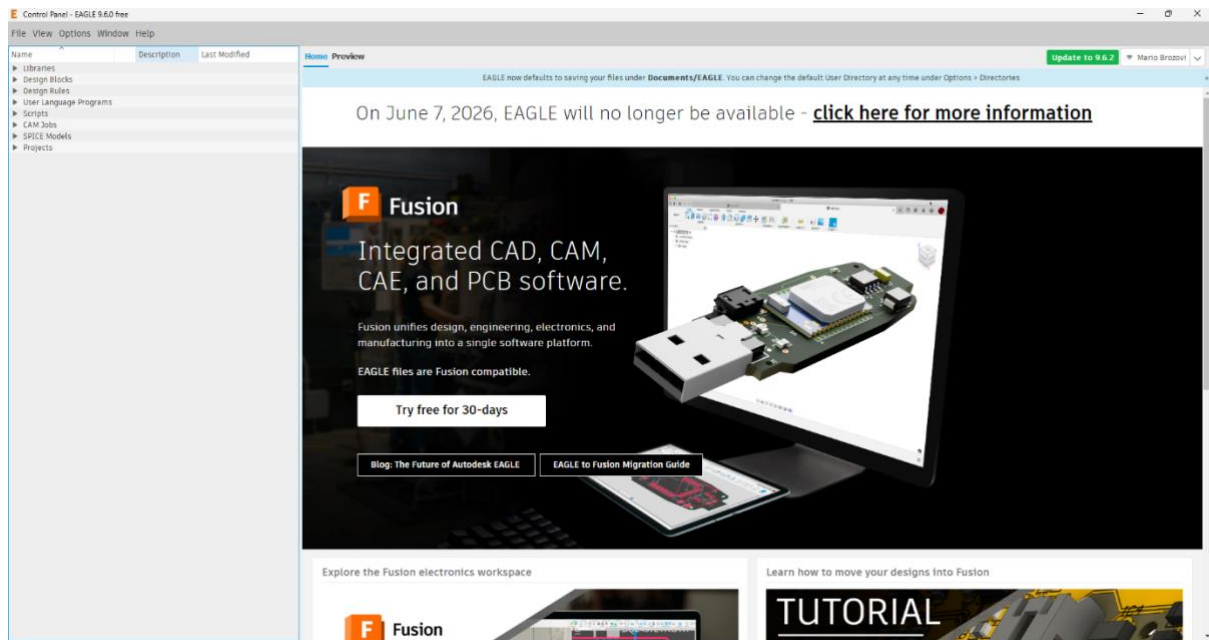 Control Panel - EAGLE 9.6.0 free
File View Options Window Help
Name Description Last Modified
Libraries
Design Blocks
Design Rules
User Language Programs
Scripts
CAM Jobs
SPICE Models
Projects
Home Preview
Update to 9.6.2
Mario Brozovi
EAGLE now defaults to saving your files under Documents/EAGLE. You can change the default User Directory at any time under Options > Directories
On June 7, 2026, EAGLE will no longer be available - click here for more information
F Fusion
Integrated CAD, CAM,
CAE, and PCB software.
Fusion unifies design, engineering, electronics, and
manufacturing into a single software platform.
EAGLE files are Fusion compatible.
Try free for 30-days
Blog: The Future of Autodesk EAGLE
EAGLE to Fusion Migration Guide
Explore the Fusion electronics workspace
Learn how to move your designs into Fusion
F Fusion
TUTORIAL